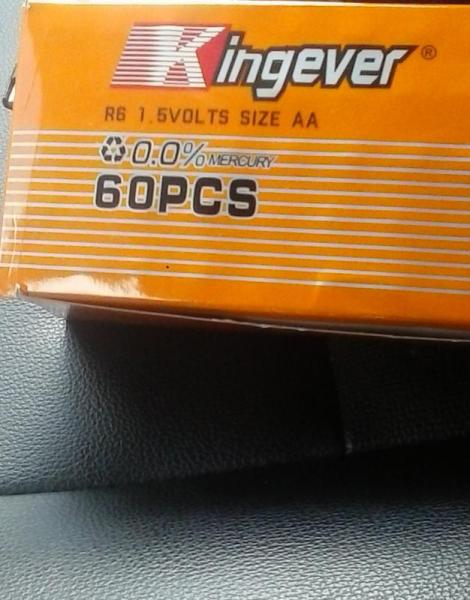 Kingever®
R6 1.5VOLTS SIZE AA
0.0% MERCURY
60PCS